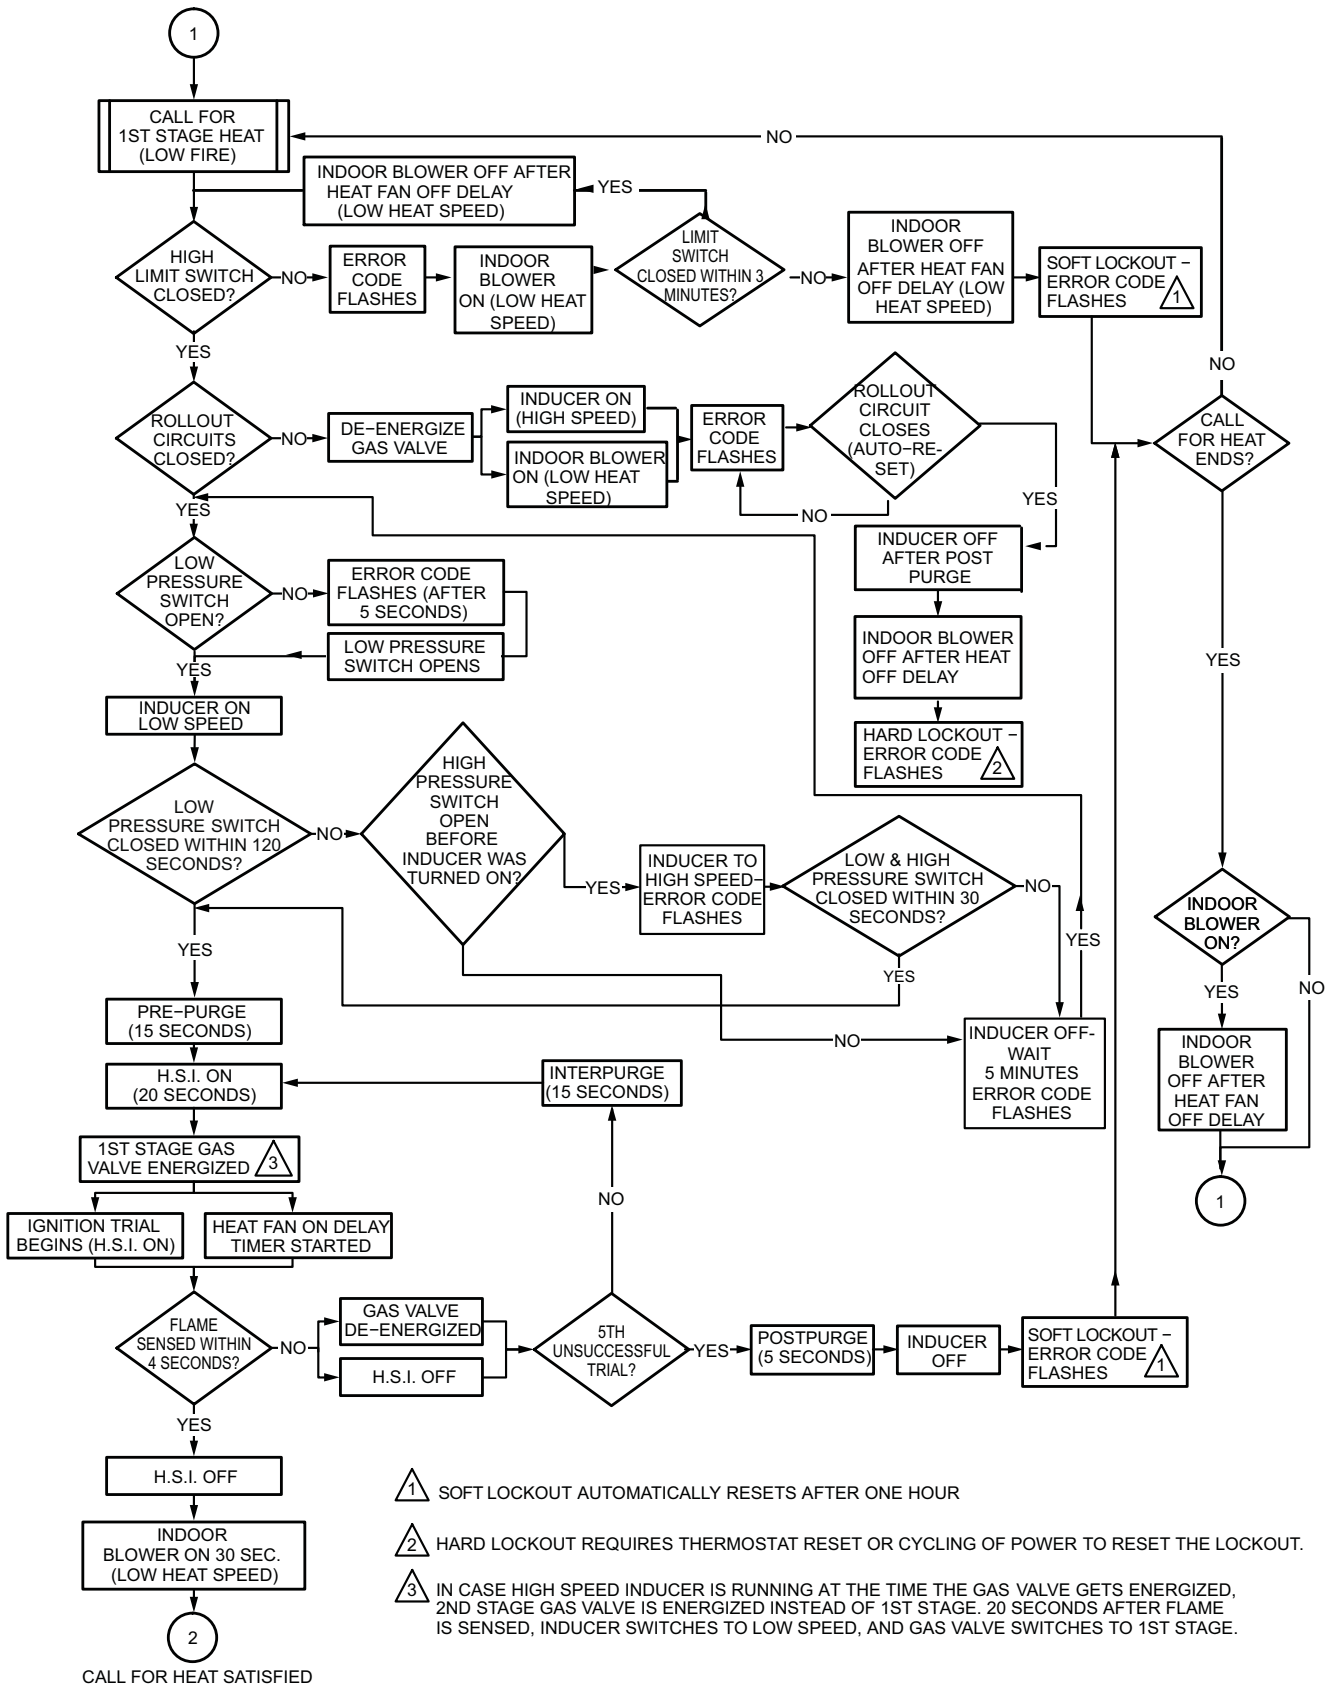 1
CALL FOR
1ST STAGE HEAT
(LOW FIRE)
NO
INDOOR BLOWER OFF AFTER
HEAT FAN OFF DELAY
(LOW HEAT SPEED)
YES
HIGH
LIMIT SWITCH
CLOSED?
NO
ERROR
CODE
FLASHES
INDOOR
BLOWER
ON (LOW HEAT
SPEED)
LIMIT
SWITCH
CLOSED WITHIN 3
MINUTES?
NO
INDOOR
BLOWER OFF
AFTER HEAT FAN
OFF DELAY (LOW
HEAT SPEED)
SOFT LOCKOUT –
ERROR CODE
FLASHES
1
YES
NO
ROLLOUT
CIRCUITS
CLOSED?
NO
DE–ENERGIZE
GAS VALVE
INDUCER ON
(HIGH SPEED)
INDOOR BLOWER
ON (LOW HEAT
SPEED)
ERROR
CODE
FLASHES
ROLLOUT
CIRCUIT
CLOSES
(AUTO–RE-
SET)
NO
YES
CALL
FOR HEAT
ENDS?
YES
LOW
PRESSURE
SWITCH
OPEN?
NO
ERROR CODE
FLASHES (AFTER
5 SECONDS)
LOW PRESSURE
SWITCH OPENS
INDUCER OFF
AFTER POST
PURGE
INDOOR BLOWER
OFF AFTER HEAT
OFF DELAY
HARD LOCKOUT –
ERROR CODE
FLASHES
2
YES
YES
INDUCER ON
LOW SPEED
LOW
PRESSURE SWITCH
CLOSED WITHIN 120
SECONDS?
NO
HIGH
PRESSURE
SWITCH
OPEN
BEFORE
INDUCER WAS
TURNED ON?
YES
INDUCER TO
HIGH SPEED–
ERROR CODE
FLASHES
LOW & HIGH
PRESSURE SWITCH
CLOSED WITHIN 30
SECONDS?
NO
YES
YES
NO
INDUCER OFF-
WAIT
5 MINUTES
ERROR CODE
FLASHES
INDOOR
BLOWER
ON?
YES
NO
INDOOR
BLOWER
OFF AFTER
HEAT FAN
OFF DELAY
1
YES
PRE–PURGE
(15 SECONDS)
H.S.I. ON
(20 SECONDS)
INTERPURGE
(15 SECONDS)
1ST STAGE GAS
VALVE ENERGIZED
3
IGNITION TRIAL
BEGINS (H.S.I. ON)
HEAT FAN ON DELAY
TIMER STARTED
NO
FLAME
SENSED WITHIN
4 SECONDS?
NO
GAS VALVE
DE–ENERGIZED
H.S.I. OFF
5TH
UNSUCCESSFUL
TRIAL?
YES
POSTPURGE
(5 SECONDS)
INDUCER
OFF
SOFT LOCKOUT –
ERROR CODE
FLASHES
1
YES
H.S.I. OFF
INDOOR
BLOWER ON 30 SEC.
(LOW HEAT SPEED)
2
CALL FOR HEAT SATISFIED
1 SOFT LOCKOUT AUTOMATICALLY RESETS AFTER ONE HOUR
2 HARD LOCKOUT REQUIRES THERMOSTAT RESET OR CYCLING OF POWER TO RESET THE LOCKOUT.
3 IN CASE HIGH SPEED INDUCER IS RUNNING AT THE TIME THE GAS VALVE GETS ENERGIZED,
2ND STAGE GAS VALVE IS ENERGIZED INSTEAD OF 1ST STAGE. 20 SECONDS AFTER FLAME
IS SENSED, INDUCER SWITCHES TO LOW SPEED, AND GAS VALVE SWITCHES TO 1ST STAGE.